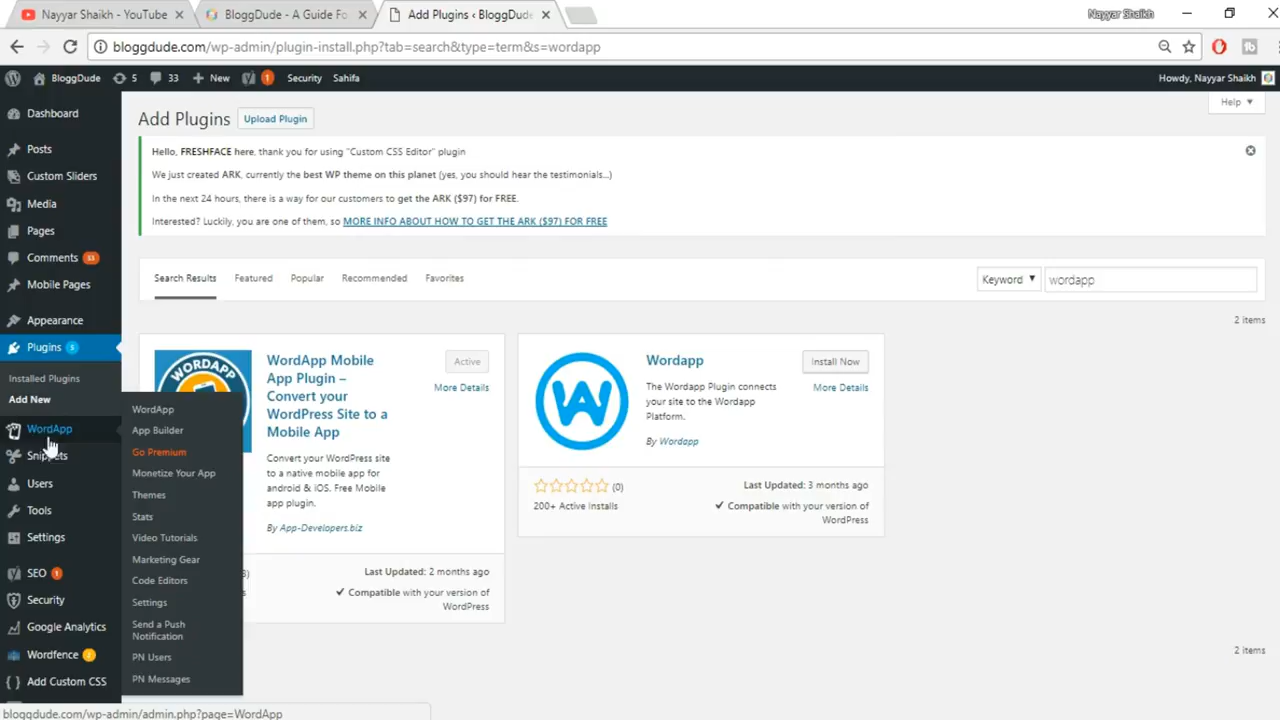 Nayyar Shaikh - YouTube
BloggDude - A Guide Fo
Add Plugins ‹ BloggDude
Nayyar Shaikh
bloggdude.com/wp-admin/plugin-install.php?tab=search&type=term&s=wordapp
BloggDude 5 33 New 1 Security Sahifa
Howdy, Nayyar Shaikh
Dashboard
Posts
Custom Sliders
Media
Pages
Comments 33
Mobile Pages
Appearance
Plugins 5
Installed Plugins
Add New
WordApp
Snippets
Users
Tools
Settings
SEO 1
Security
Google Analytics
Wordfence 2
Add Custom CSS
WordApp
App Builder
Go Premium
Monetize Your App
Themes
Stats
Video Tutorials
Marketing Gear
Code Editors
Settings
Send a Push
Notification
PN Users
PN Messages
Help ▼
Add Plugins
Upload Plugin
Hello, FRESHFACE here, thank you for using "Custom CSS Editor" plugin
We just created ARK, currently the best WP theme on this planet (yes, you should hear the testimonials...)
In the next 24 hours, there is a way for our customers to get the ARK ($97) for FREE.
Interested? Luckily, you are one of them, so MORE INFO ABOUT HOW TO GET THE ARK ($97) FOR FREE
Search Results
Featured
Popular
Recommended
Favorites
Keyword ▼
wordapp
2 items
WORDAPP
WordApp Mobile
App Plugin –
Convert your
WordPress Site to a
Mobile App
Active
More Details
Convert your WordPress site
to a native mobile app for
android & iOS. Free Mobile
app plugin.
By App-Developers.biz
Last Updated: 2 months ago
✔ Compatible with your version of
WordPress
W
Wordapp
Install Now
More Details
The Wordapp Plugin connects
your site to the Wordapp
Platform.
By Wordapp
(0)
200+ Active Installs
Last Updated: 3 months ago
✔ Compatible with your version of
WordPress
2 items
bloggdude.com/wp-admin/admin.php?page=WordApp